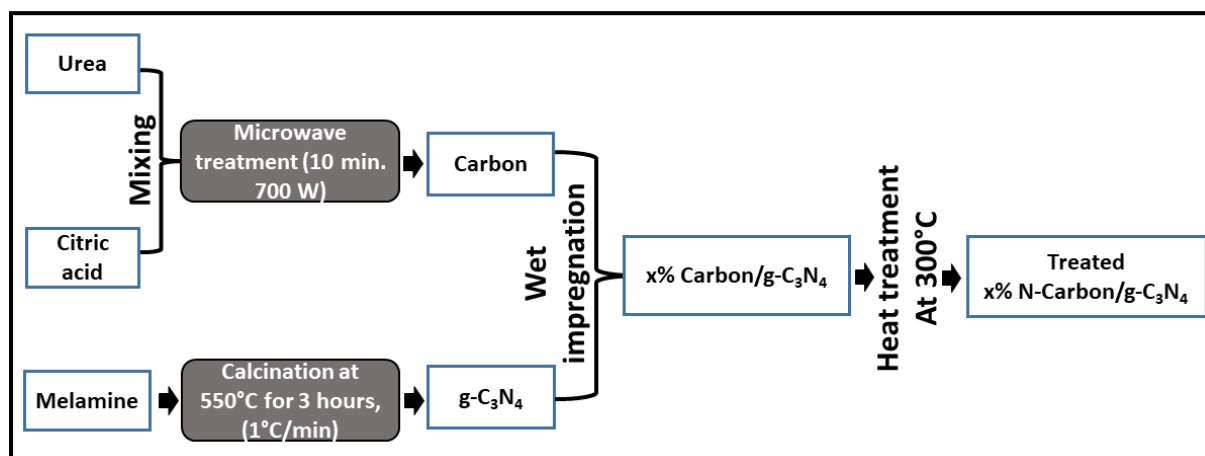 Urea
Citric
acid
Mixing
Microwave
treatment (10 min.
700 W)
Carbon
Melamine
Calcination at
550°C for 3 hours,
(1°C/min)
g-C₃N₄
Wet
impregnation
x% Carbon/g-C₃N₄
Heat treatment
At 300°C
Treated
x% N-Carbon/g-C₃N₄